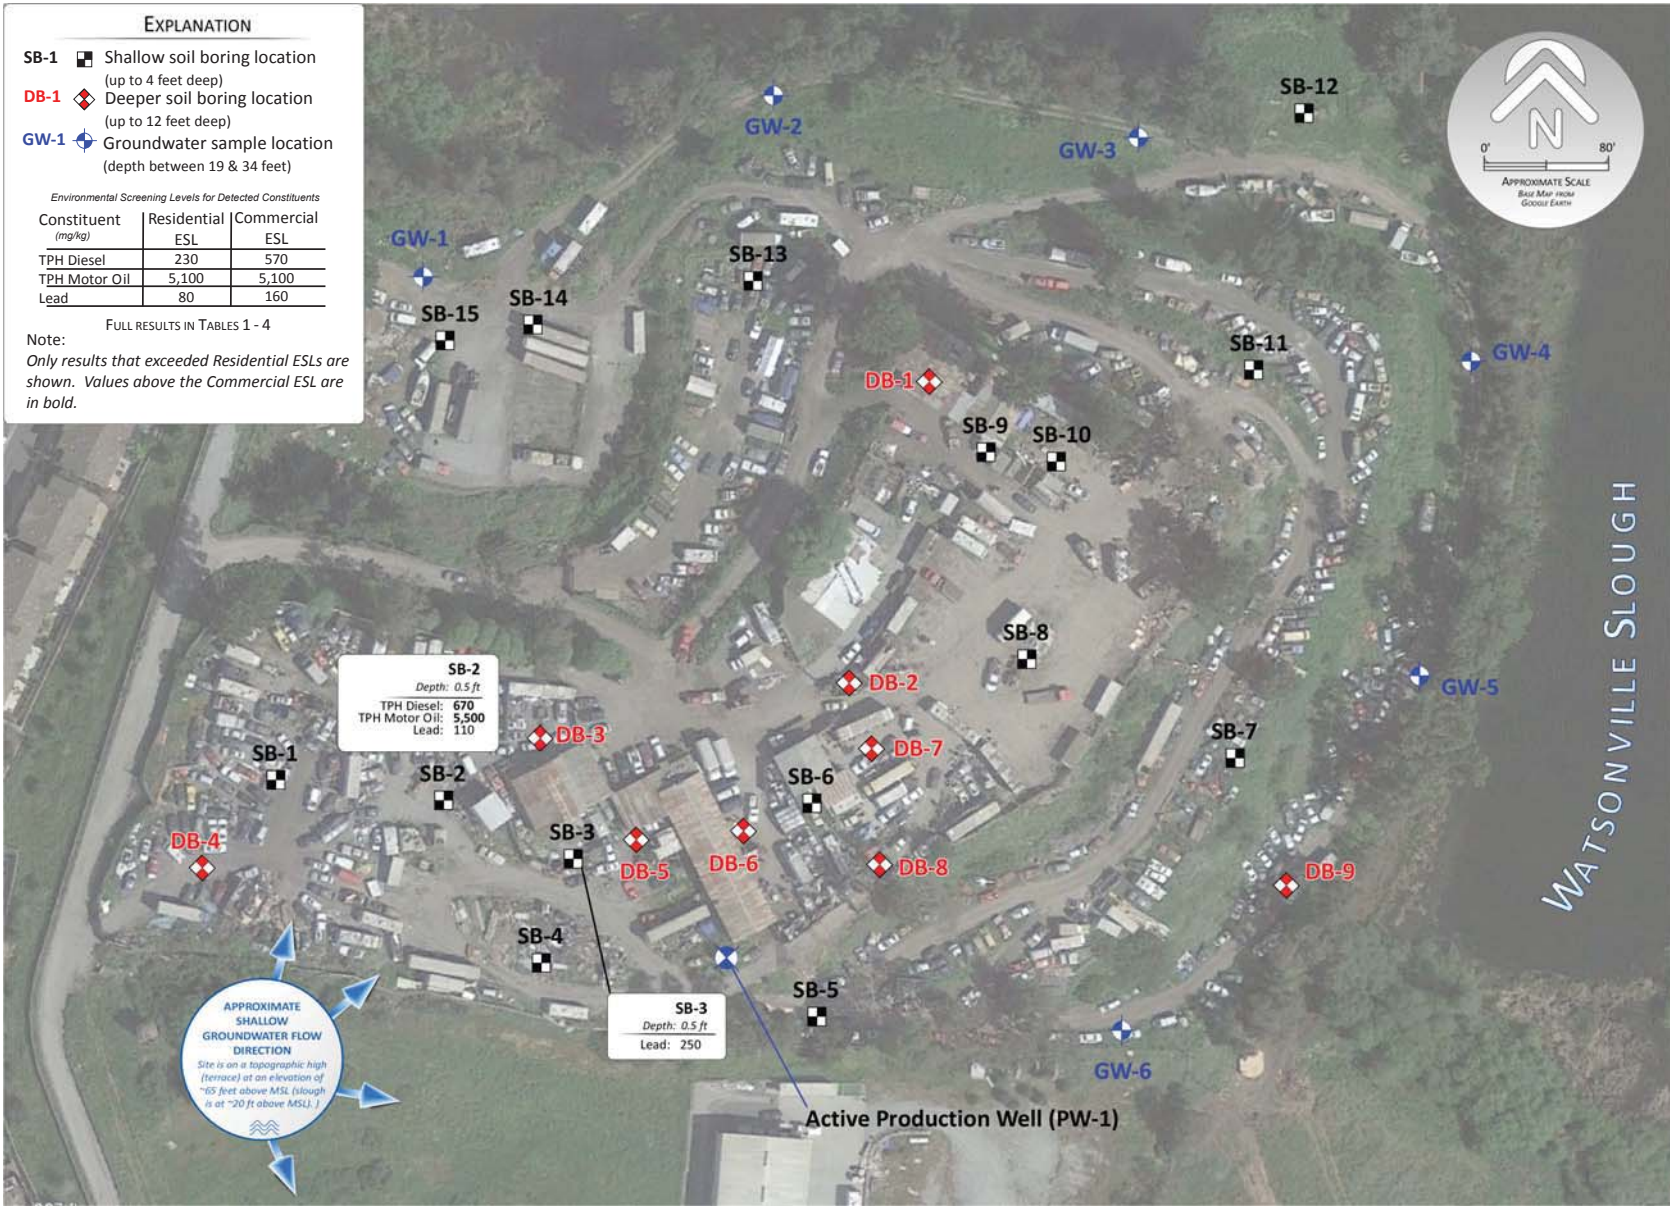 EXPLANATION
SB-1 Shallow soil boring location
(up to 4 feet deep)
DB-1 Deeper soil boring location
(up to 12 feet deep)
GW-1 Groundwater sample location
(depth between 19 & 34 feet)
Environmental Screening Levels for Detected Constituents
Constituent Residential Commercial
(mg/kg) ESL ESL
TPH Diesel 230 570
TPH Motor Oil 5,100 5,100
Lead 80 160
FULL RESULTS IN TABLES 1 - 4
Note:
Only results that exceeded Residential ESLs are
shown. Values above the Commercial ESL are
in bold.
N
0' 80'
APPROXIMATE SCALE
BASE MAP FROM
GOOGLE EARTH
SB-12
GW-2
GW-3
GW-1
SB-13
SB-14
SB-15
SB-11
GW-4
DB-1
SB-9
SB-10
WATSONVILLE SLOUGH
SB-8
SB-2
Depth: 0.5 ft
TPH Diesel: 670
TPH Motor Oil: 5,500
Lead: 110
DB-2
GW-5
DB-3
SB-7
DB-7
SB-1
SB-2
SB-6
DB-4
SB-3
DB-5
DB-6
DB-8
DB-9
SB-4
SB-5
SB-3
Depth: 0.5 ft
Lead: 250
GW-6
APPROXIMATE
SHALLOW
GROUNDWATER FLOW
DIRECTION
Site is on a topographic high
(terrace) at an elevation of
~65 feet above MSL (slough
is at ~20 ft above MSL). )
Active Production Well (PW-1)